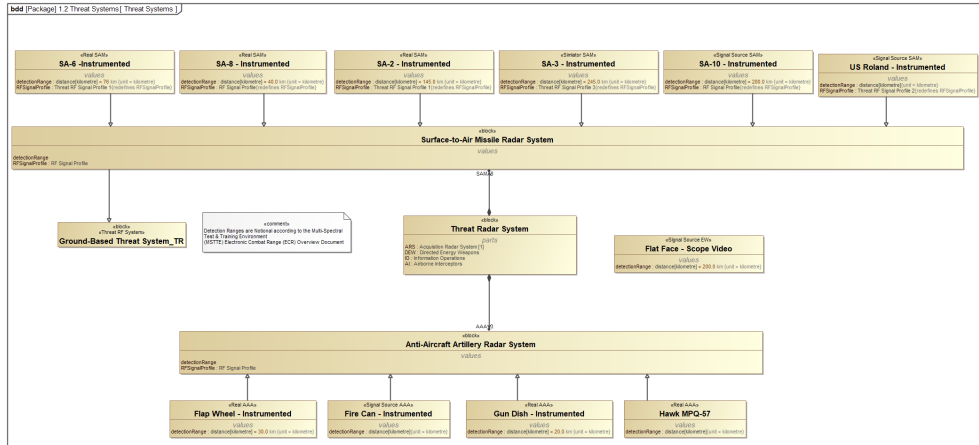 bdd [Package] 1.2 Threat Systems [ Threat Systems ]
«Real SAM»
SA-6 -Instrumented
values
detectionRange : distance[kilometre] = 76 km {unit = kilometre}
RFSignalProfile : Threat RF Signal Profile 1{redefines RFSignalProfile}
«Real SAM»
SA-8 - Instrumented
values
detectionRange : distance[kilometre] = 40.0 km {unit = kilometre}
RFSignalProfile : Threat RF Signal Profile{redefines RFSignalProfile}
«Real SAM»
SA-2 - Instrumented
values
detectionRange : distance[kilometre] = 145.0 km {unit = kilometre}
RFSignalProfile : Threat RF Signal Profile 1{redefines RFSignalProfile}
SA-3 - Instrumented
values
detectionRange : distance[kilometre] = 245.0 km {unit = kilometre}
RFSignalProfile : Threat RF Signal Profile 3{redefines RFSignalProfile}
«Signal Source SAM»
SA-10 - Instrumented
values
detectionRange : distance[kilometre] = 280.0 km {unit = kilometre}
RFSignalProfile : Threat RF Signal Profile{redefines RFSignalProfile}
«Signal Source SAM»
US Roland - Instrumented
values
detectionRange : distance[kilometre]{unit = kilometre}
RFSignalProfile : Threat RF Signal Profile 2{redefines RFSignalProfile}
«block»
Surface-to-Air Missile Radar System
values
detectionRange
RFSignalProfile : RF Signal Profile
«block»
«Threat RF System»
Ground-Based Threat System_TR
«comment»
Detection Ranges are Notional according to the Multi-Spectral
Test & Training Environment
(MSTTE) Electronic Combat Range (ECR) Overview Document
«block»
Threat Radar System
parts
ARS : Acquisition Radar System [1]
DEW : Directed Energy Weapons
IO : Information Operations
AI : Airborne Interceptors
«Signal Source EW»
Flat Face - Scope Video
values
detectionRange : distance[kilometre] = 200.0 km {unit = kilometre}
«block»
Anti-Aircraft Artillery Radar System
values
detectionRange
RFSignalProfile : RF Signal Profile
«Real AAA»
Flap Wheel - Instrumented
values
detectionRange : distance[kilometre] = 30.0 km {unit = kilometre}
«Signal Source AAA»
Fire Can - Instrumented
values
detectionRange : distance[kilometre]{unit = kilometre}
«Real AAA»
Gun Dish - Instrumented
values
detectionRange : distance[kilometre] = 20.0 km {unit = kilometre}
«Real AAA»
Hawk MPQ-57
values
detectionRange : distance[kilometre]{unit = kilometre}